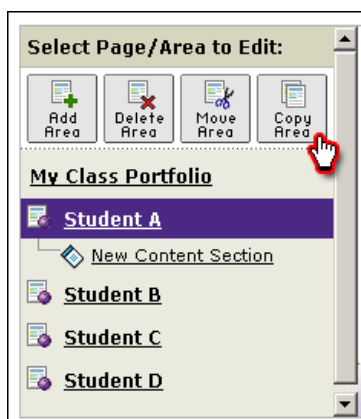 Select Page/Area to Edit:
Add Area
Delete Area
Move Area
Copy Area
My Class Portfolio
Student A
New Content Section
Student B
Student C
Student D